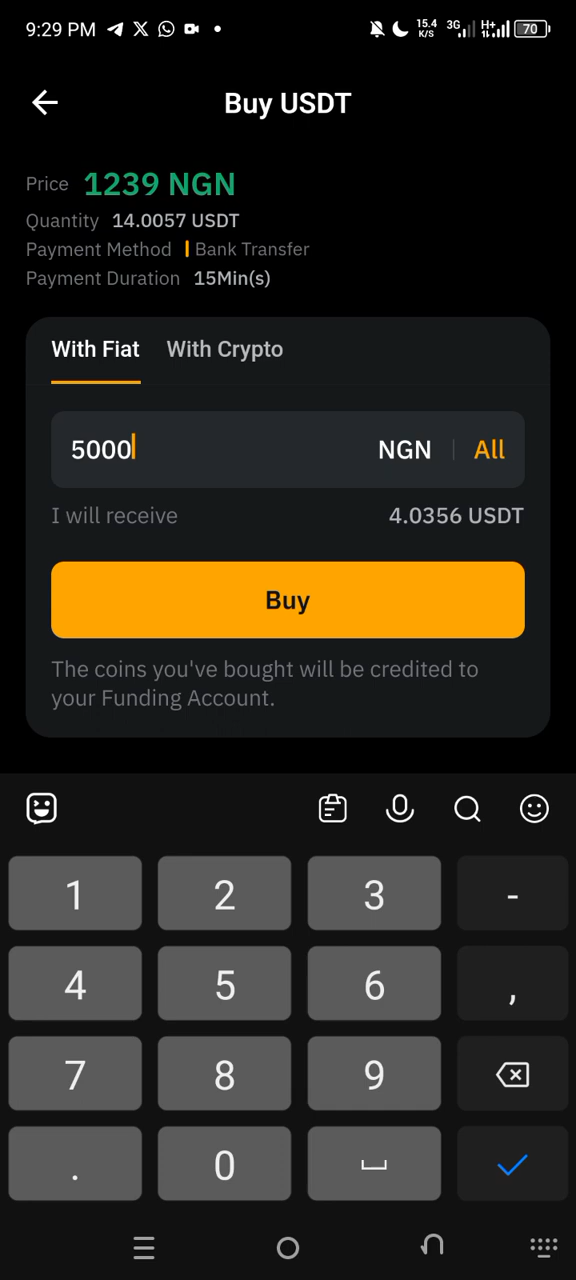 9:29 PM 15.4 K/S 3G H+ 70
Buy USDT
Price 1239 NGN
Quantity 14.0057 USDT
Payment Method Bank Transfer
Payment Duration 15Min(s)
With Fiat With Crypto
5000 NGN All
I will receive 4.0356 USDT
Buy
The coins you've bought will be credited to
your Funding Account.
1 2 3 -
4 5 6 ,
7 8 9
. 0